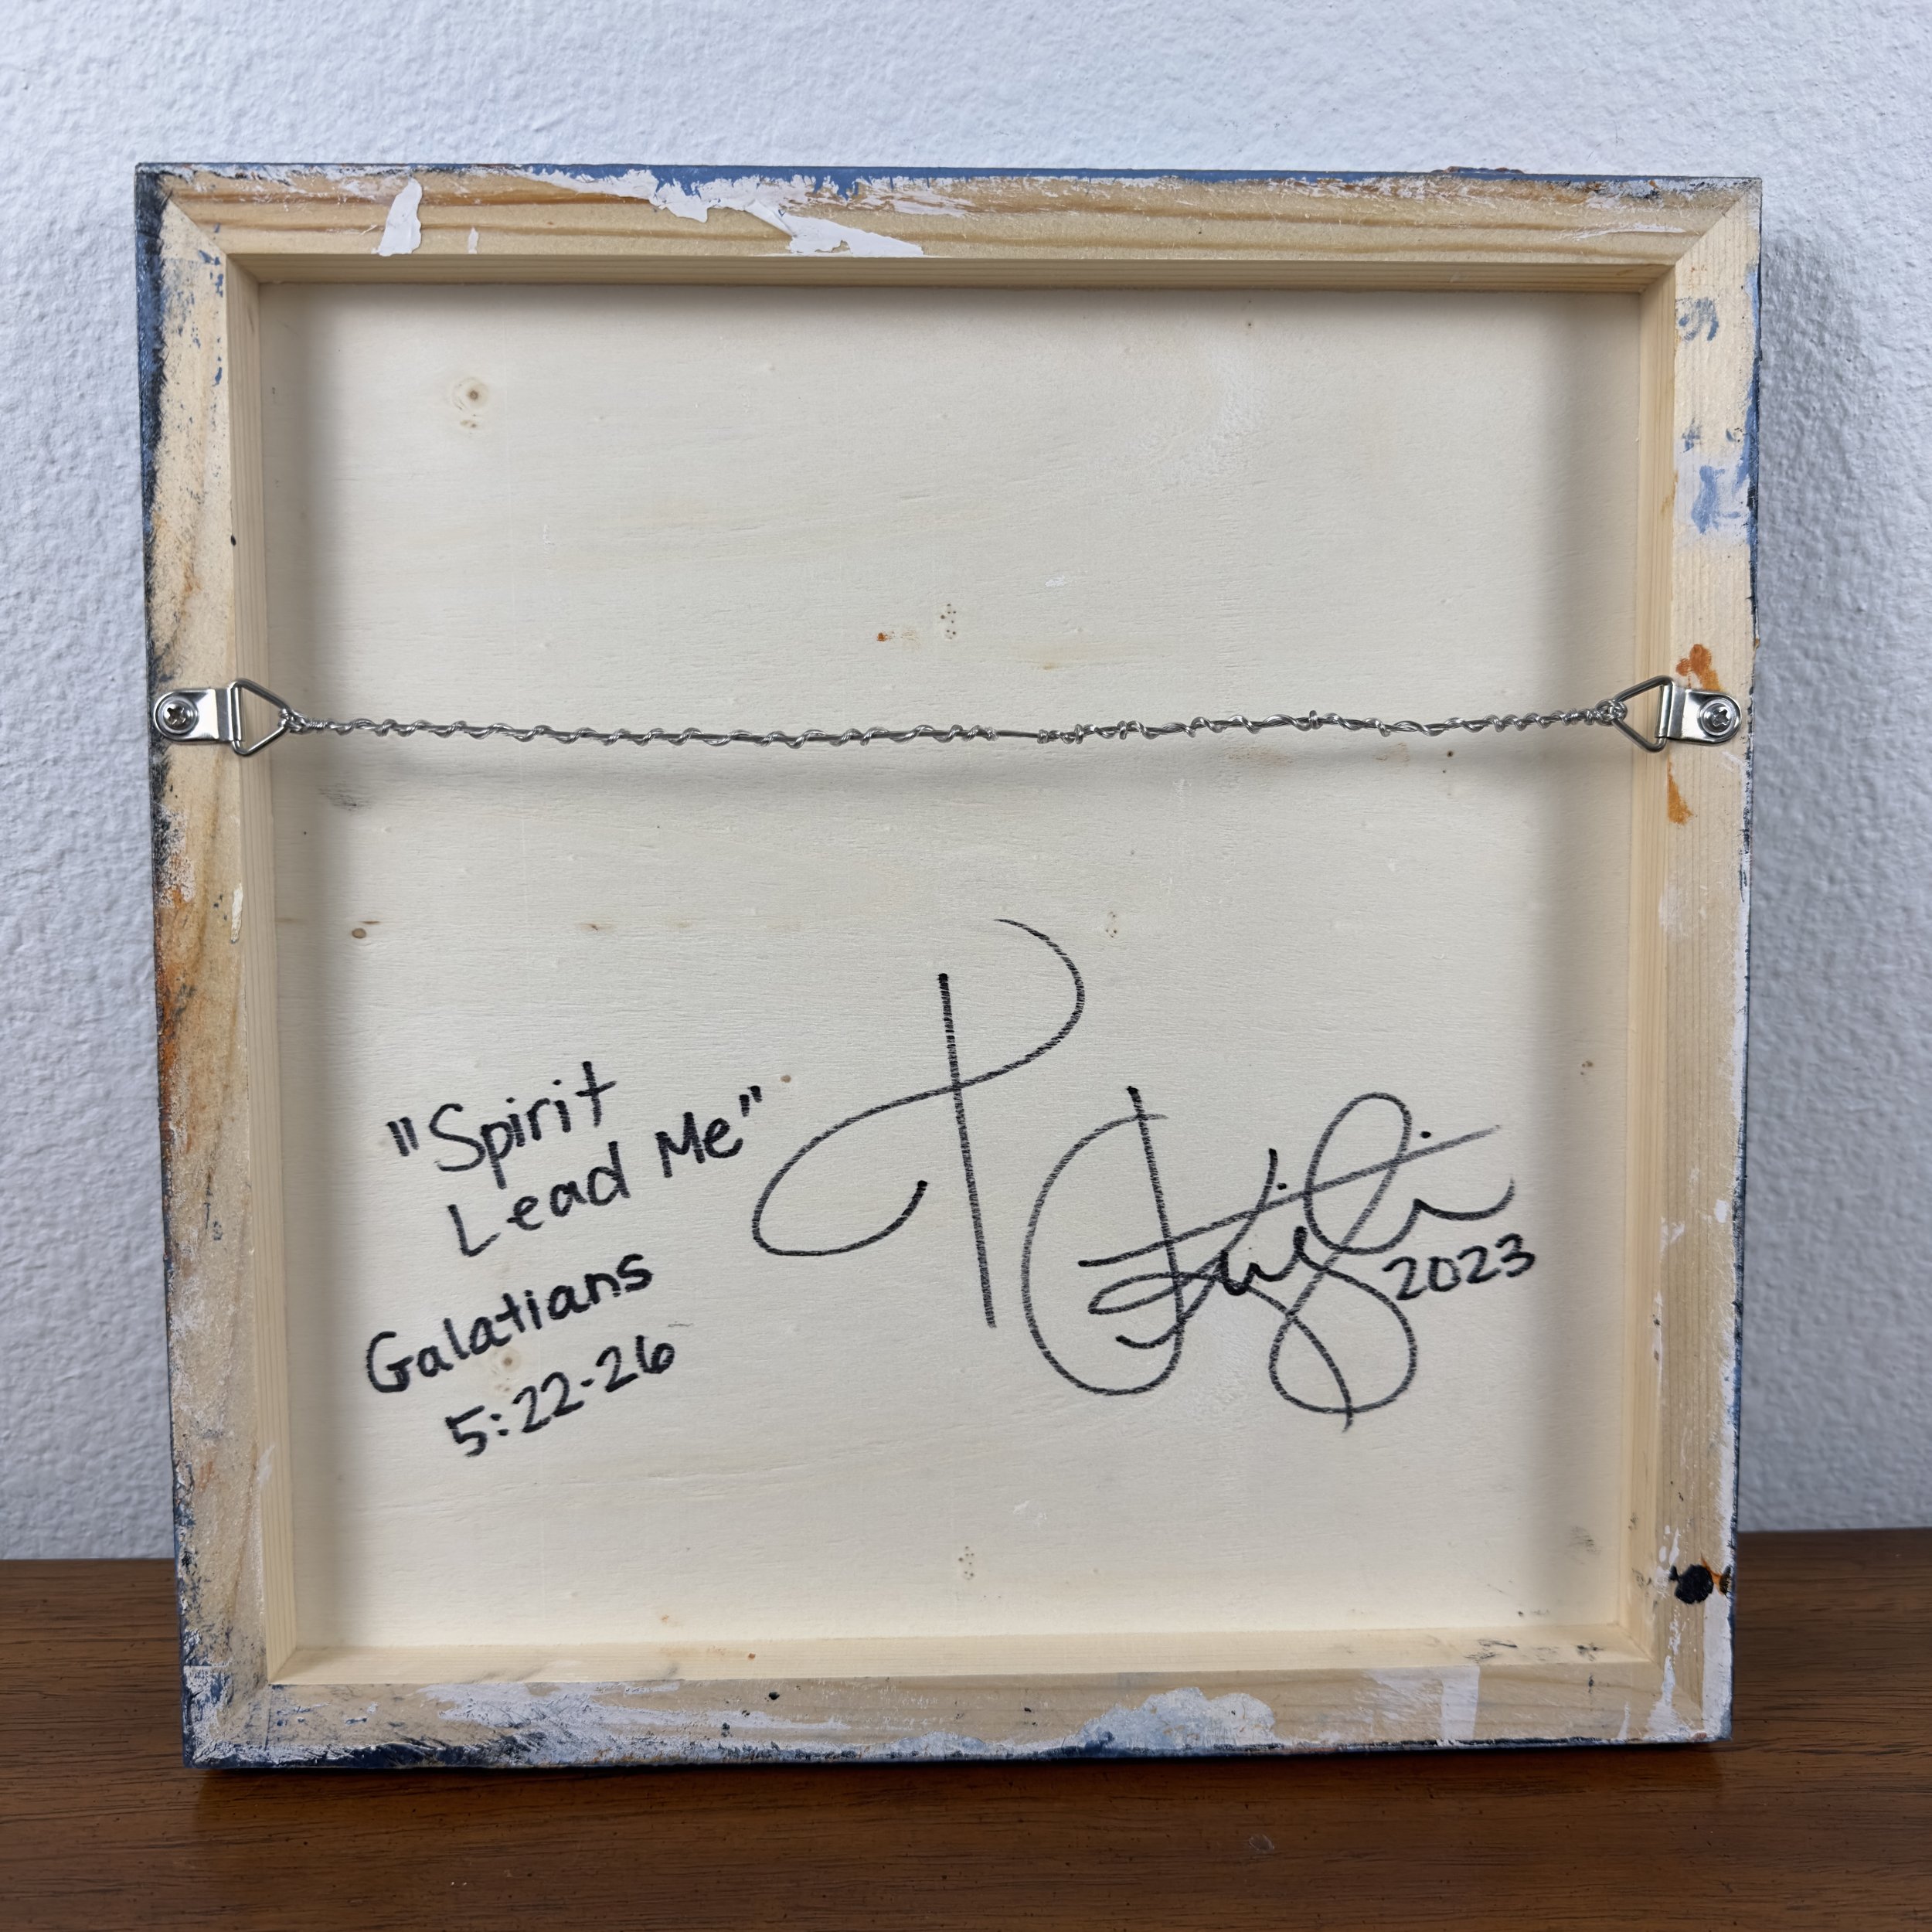 "Spirit
Lead Me"
Galatians
5:22-26
2023